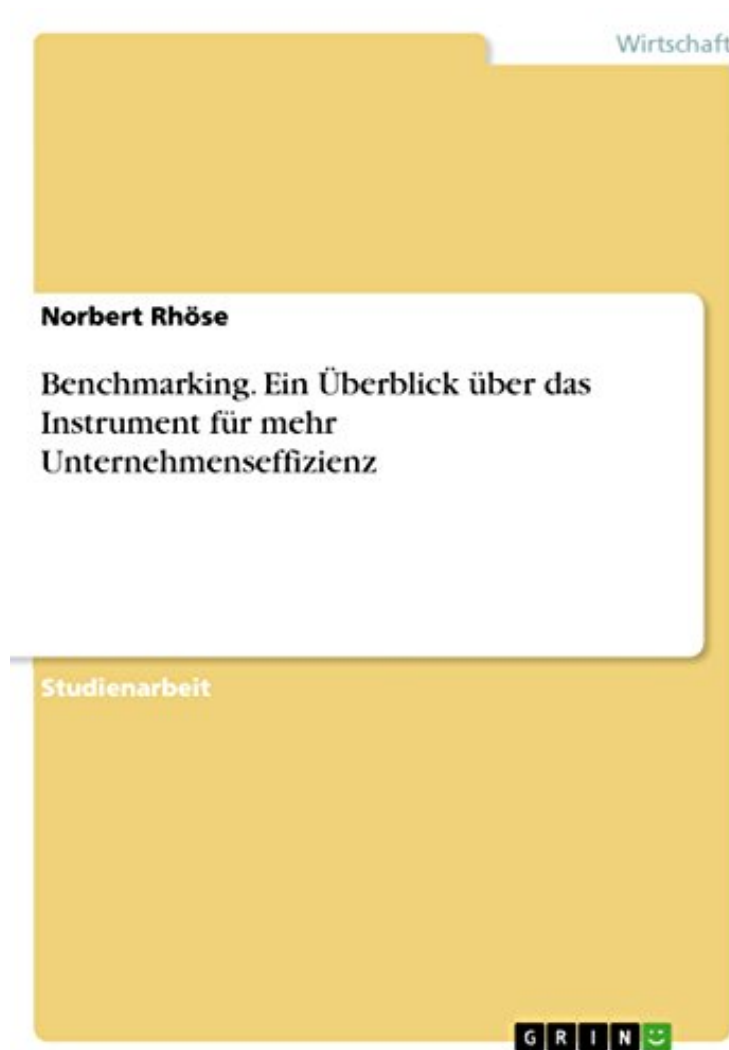 Wirtschaft
Norbert Rhöse
Benchmarking. Ein Überblick über das
Instrument für mehr
Unternehmenseffizienz
Studienarbeit
GRIN